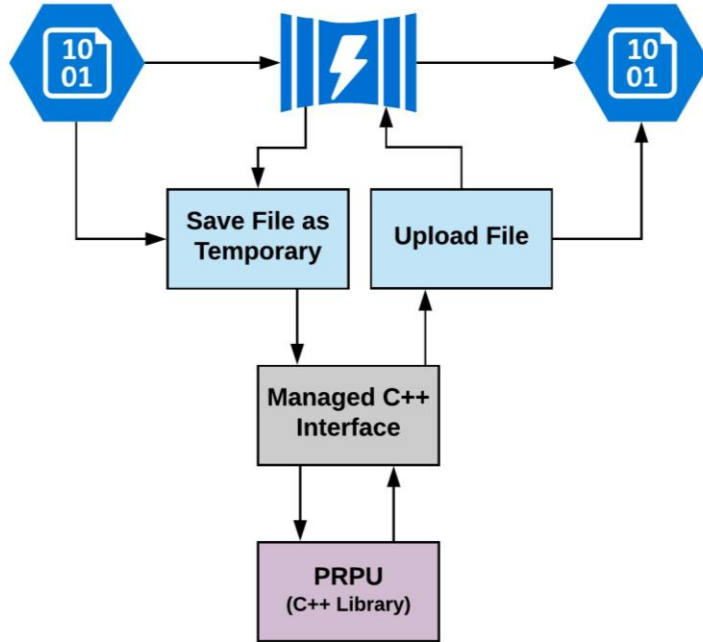 10
01
10
01
Save File as
Temporary
Upload File
Managed C++
Interface
PRPU
(C++ Library)